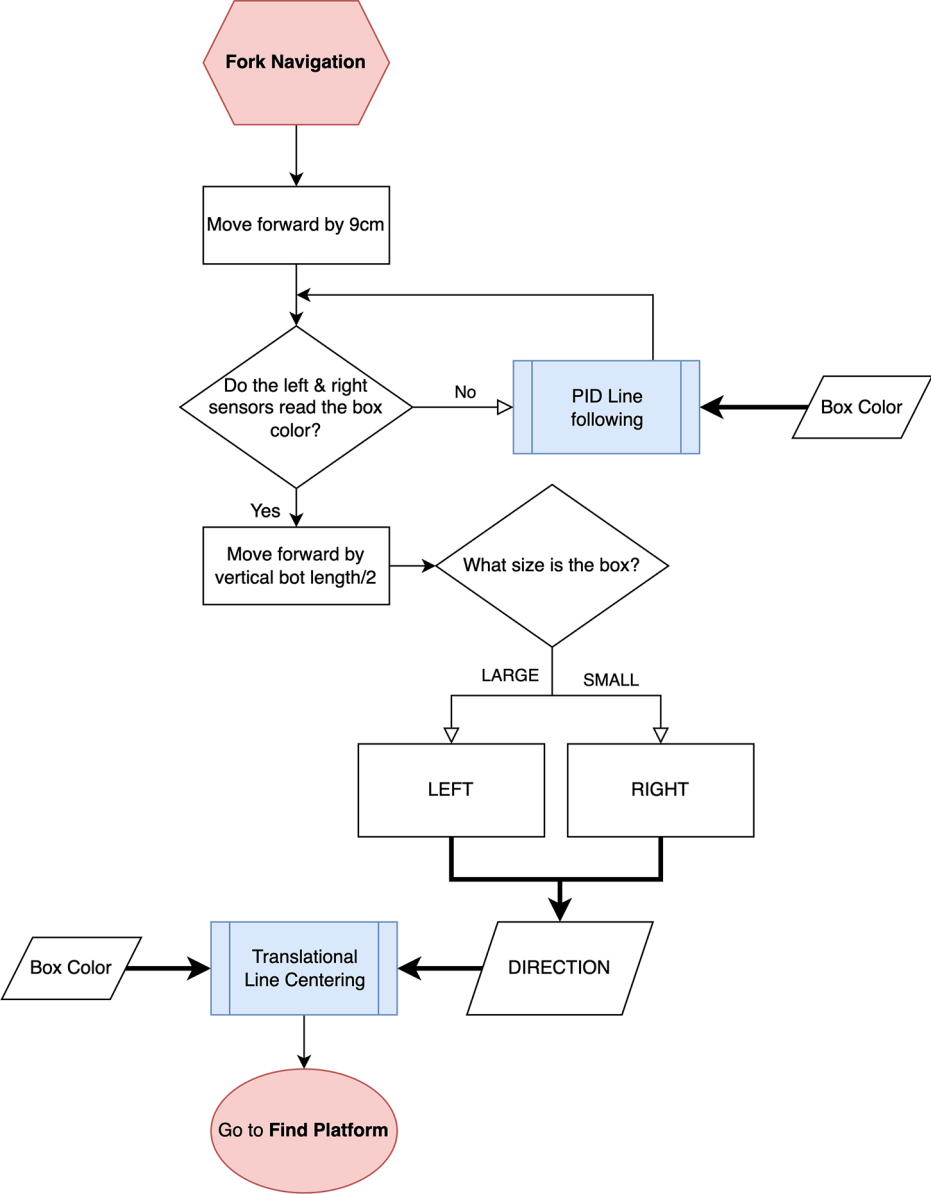 Fork Navigation
Move forward by 9cm
Do the left & right
sensors read the box
color?
No
PID Line
following
Box Color
Yes
Move forward by
vertical bot length/2
What size is the box?
LARGE
SMALL
LEFT
RIGHT
Box Color
Translational
Line Centering
DIRECTION
Go to Find Platform